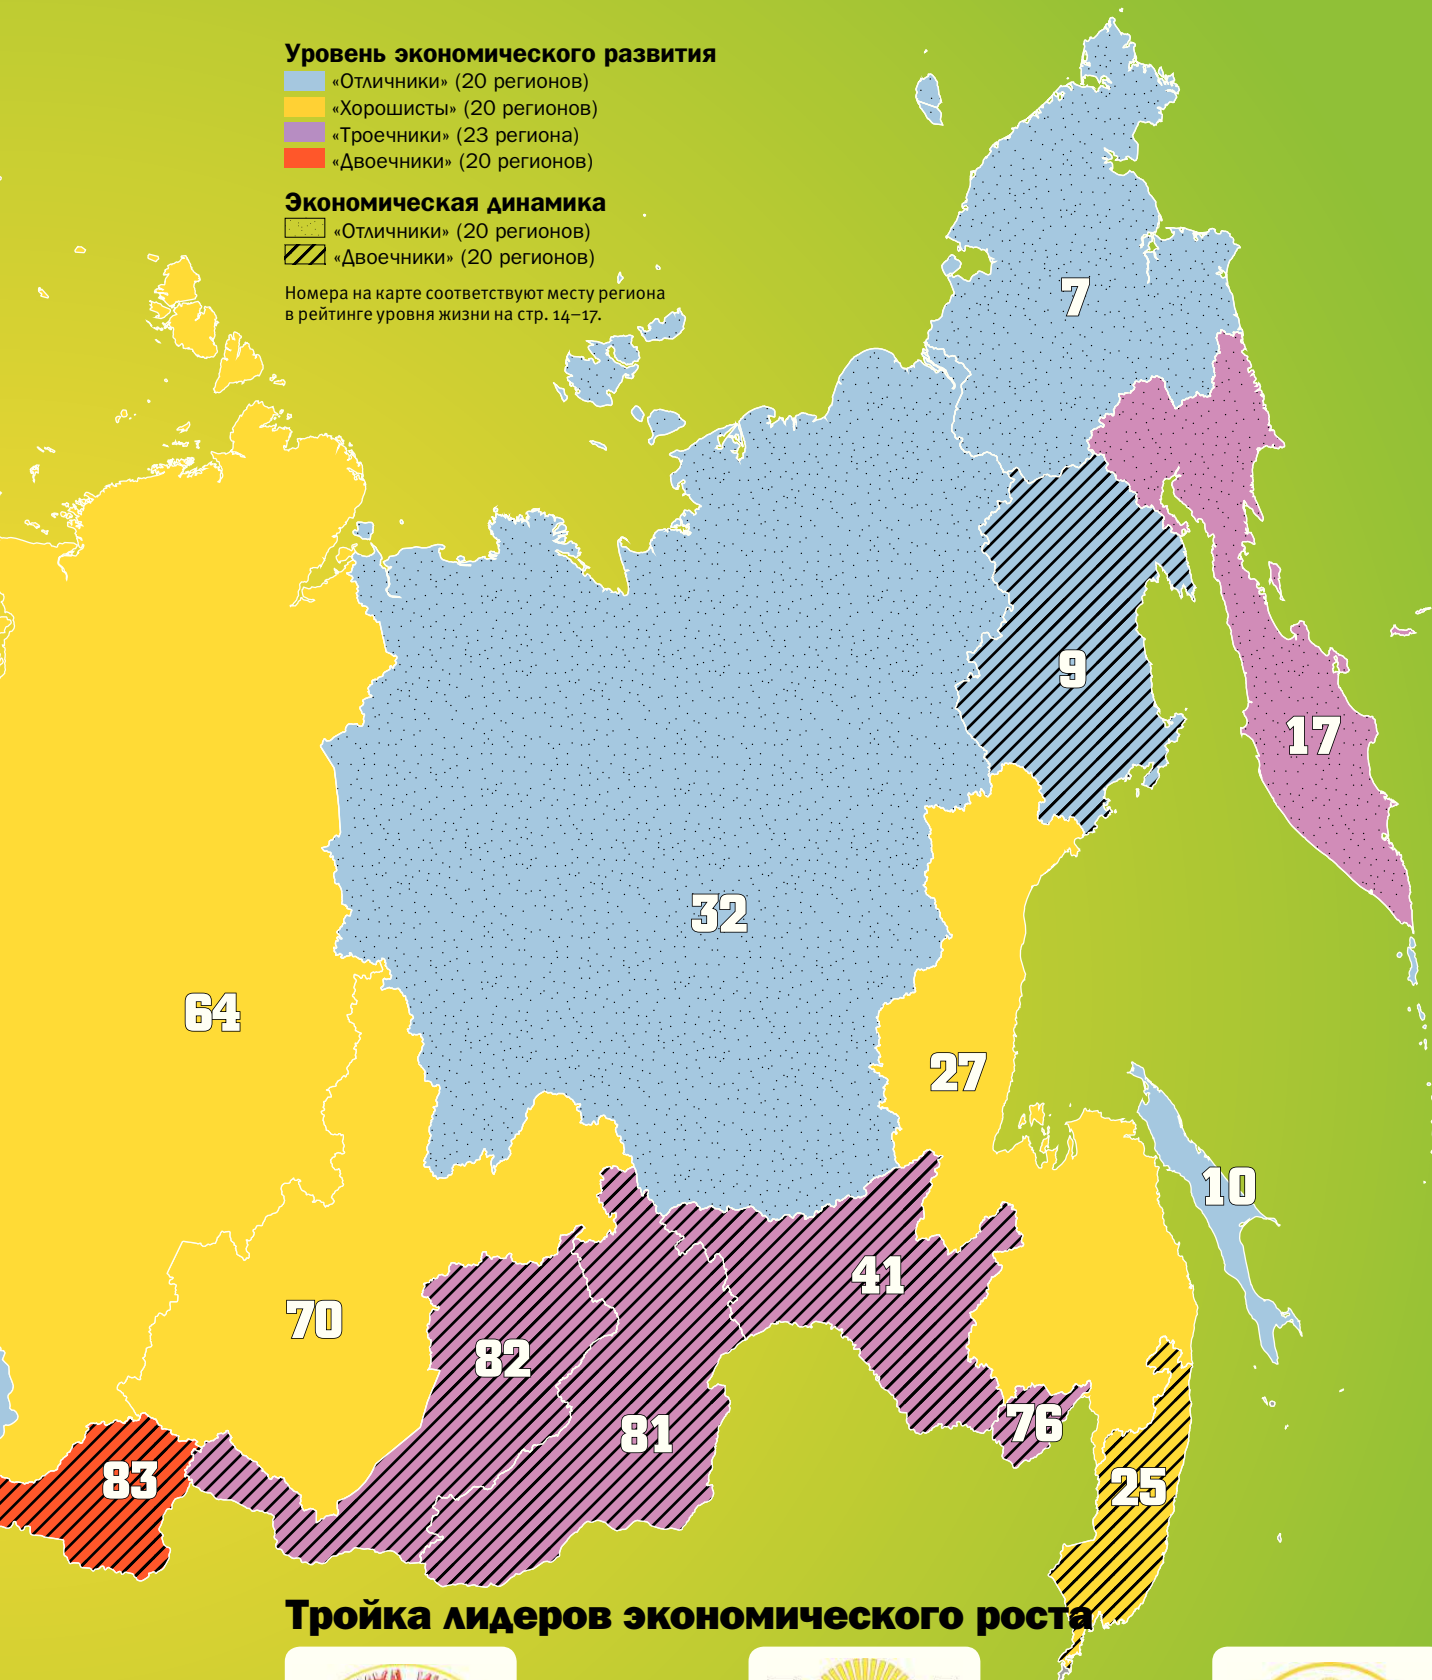 Уровень экономического развития
«Отличники» (20 регионов)
«Хорошисты» (20 регионов)
«Троечники» (23 региона)
«Двоечники» (20 регионов)
Экономическая динамика
«Отличники» (20 регионов)
«Двоечники» (20 регионов)
Номера на карте соответствуют месту региона
в рейтинге уровня жизни на стр. 14–17.
7
9
17
32
64
27
10
41
70
82
81
76
83
25
Тройка лидеров экономического роста